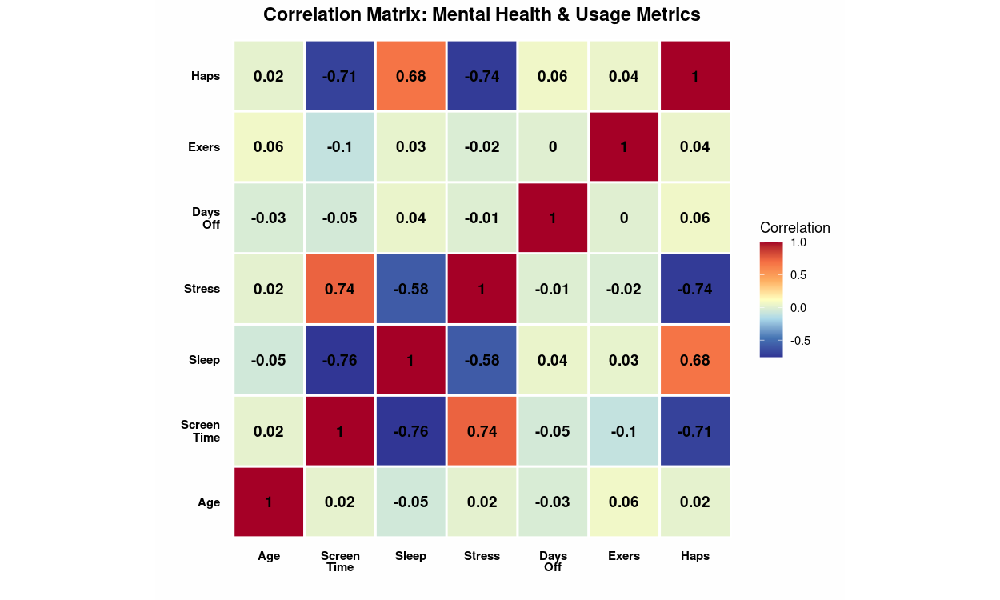 Correlation Matrix: Mental Health & Usage Metrics
Haps 0.02 -0.71 0.68 -0.74 0.06 0.04 1
Exers 0.06 -0.1 0.03 -0.02 0 1 0.04
Days
Off
-0.03 -0.05 0.04 -0.01 1 0 0.06
Stress 0.02 0.74 -0.58 1 -0.01 -0.02 -0.74
Sleep -0.05 -0.76 1 -0.58 0.04 0.03 0.68
Screen
Time
0.02 1 -0.76 0.74 -0.05 -0.1 -0.71
Age 1 0.02 -0.05 0.02 -0.03 0.06 0.02
Age Screen Sleep Stress Days Exers Haps
Time Off
Correlation
1.0
0.5
0.0
-0.5